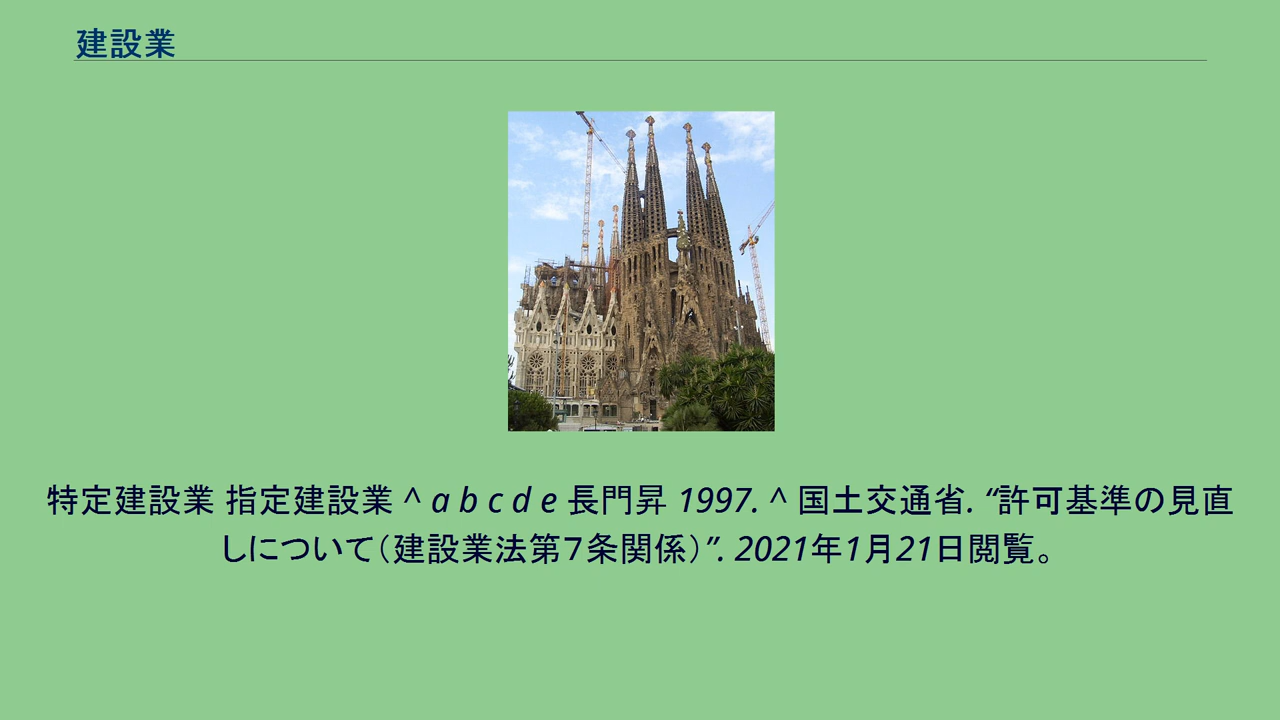 建設業
特定建設業 指定建設業 ^ a b c d e 長門昇 1997. ^ 国土交通省. “許可基準の見直
しについて（建設業法第７条関係）”. 2021年1月21日閲覧。